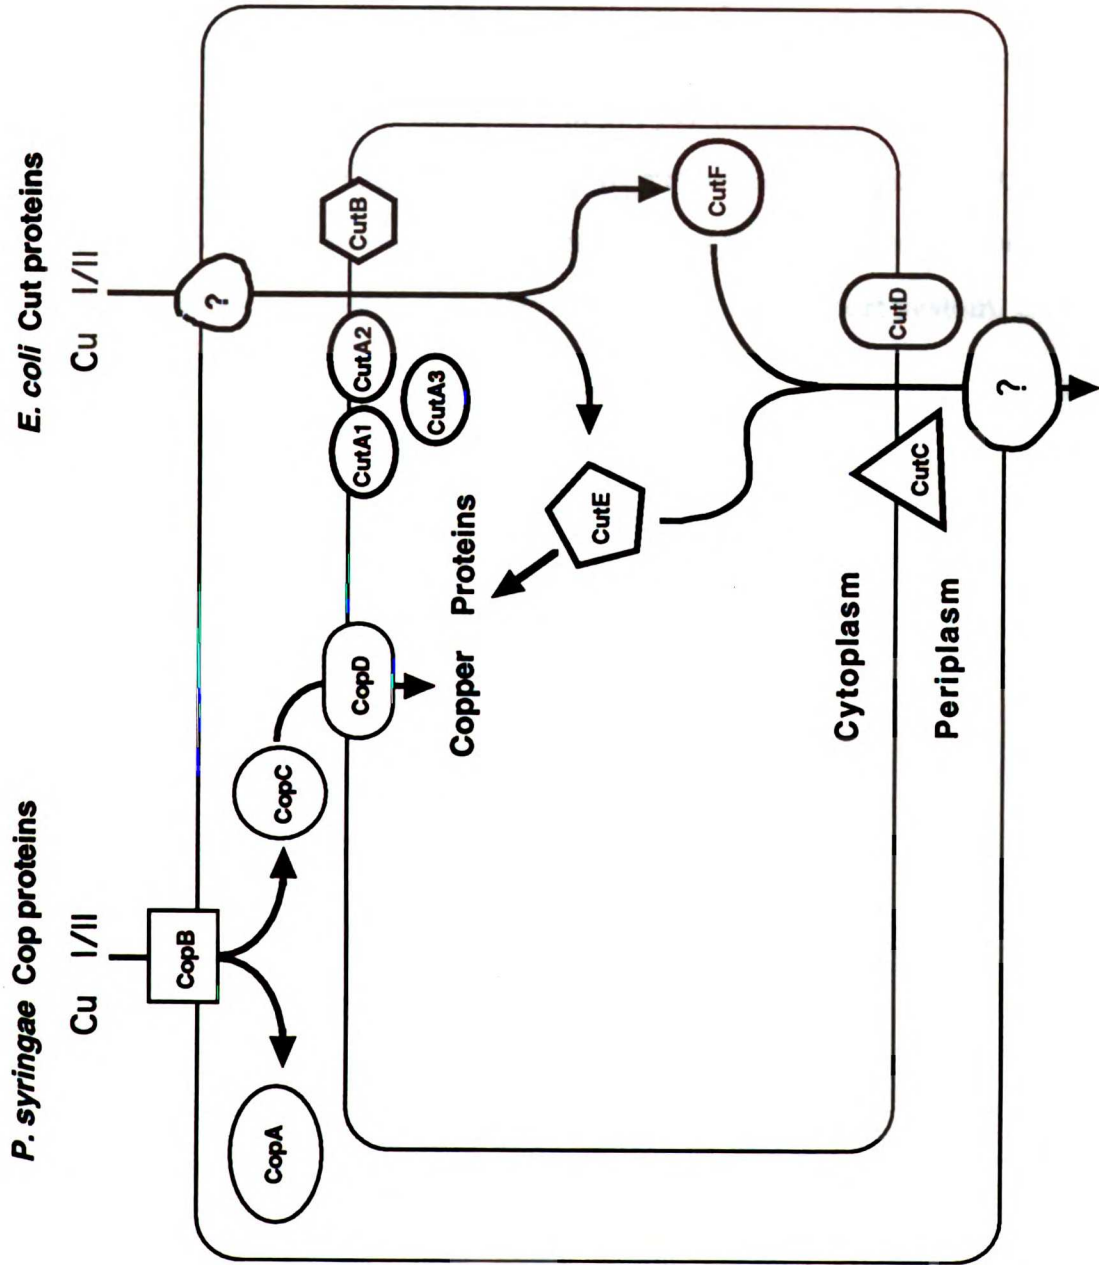 P. syringae Cop proteins
E. coli Cut proteins
Cu I/II
Cu I/II
CopB
?
CopA
CopC
CopD
CutA1
CutA2
CutB
CutA3
Copper Proteins
CutE
CutF
Cytoplasm
CutC
CutD
Periplasm
?